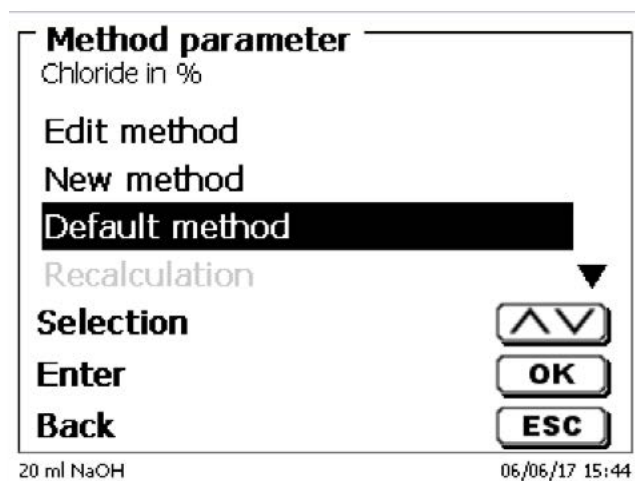 Method parameter
Chloride in %
Edit method
New method
Default method
Recalculation
Selection
Enter OK
Back ESC
20 ml NaOH 06/06/17 15:44